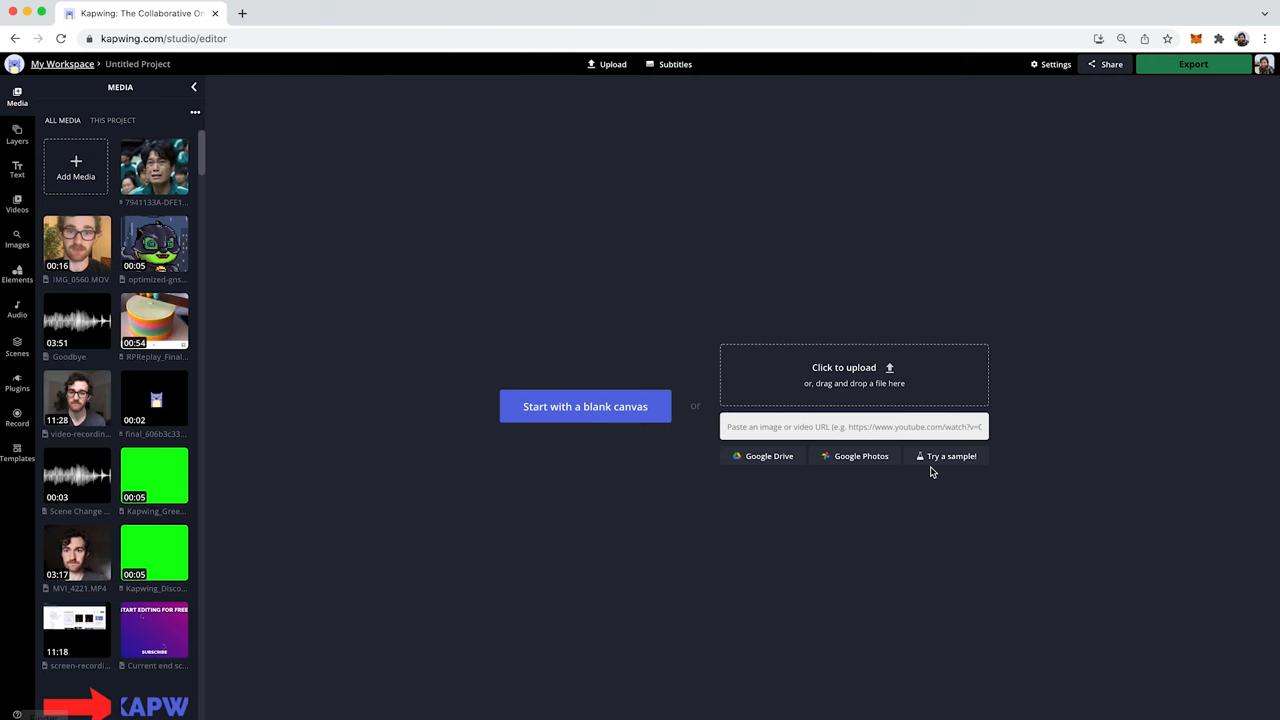 Kapwing: The Collaborative On
kapwing.com/studio/editor
My Workspace > Untitled Project
Upload
Subtitles
Settings
Share
Export
Media
Layers
Text
Videos
Images
Elements
Audio
Scenes
Plugins
Record
Templates
MEDIA
ALL MEDIA THIS PROJECT
Add Media
7941133A-DFE1...
00:16
IMG_0560.MOV
00:05
optimized-gns...
03:51
Goodbye
00:54
RPReplay_Final...
11:28
video-recordin...
00:02
final_606b3c33...
00:03
Scene Change ...
00:05
Kapwing_Gree...
03:17
MVI_4221.MP4
00:05
Kapwing_Disco...
11:18
screen-recordi...
START EDITING FOR FREE
SUBSCRIBE
Current end sc...
KAPW
Start with a blank canvas
or
Click to upload
or, drag and drop a file here
Paste an image or video URL (e.g. https://www.youtube.com/watch?v=C
Google Drive
Google Photos
Try a sample!